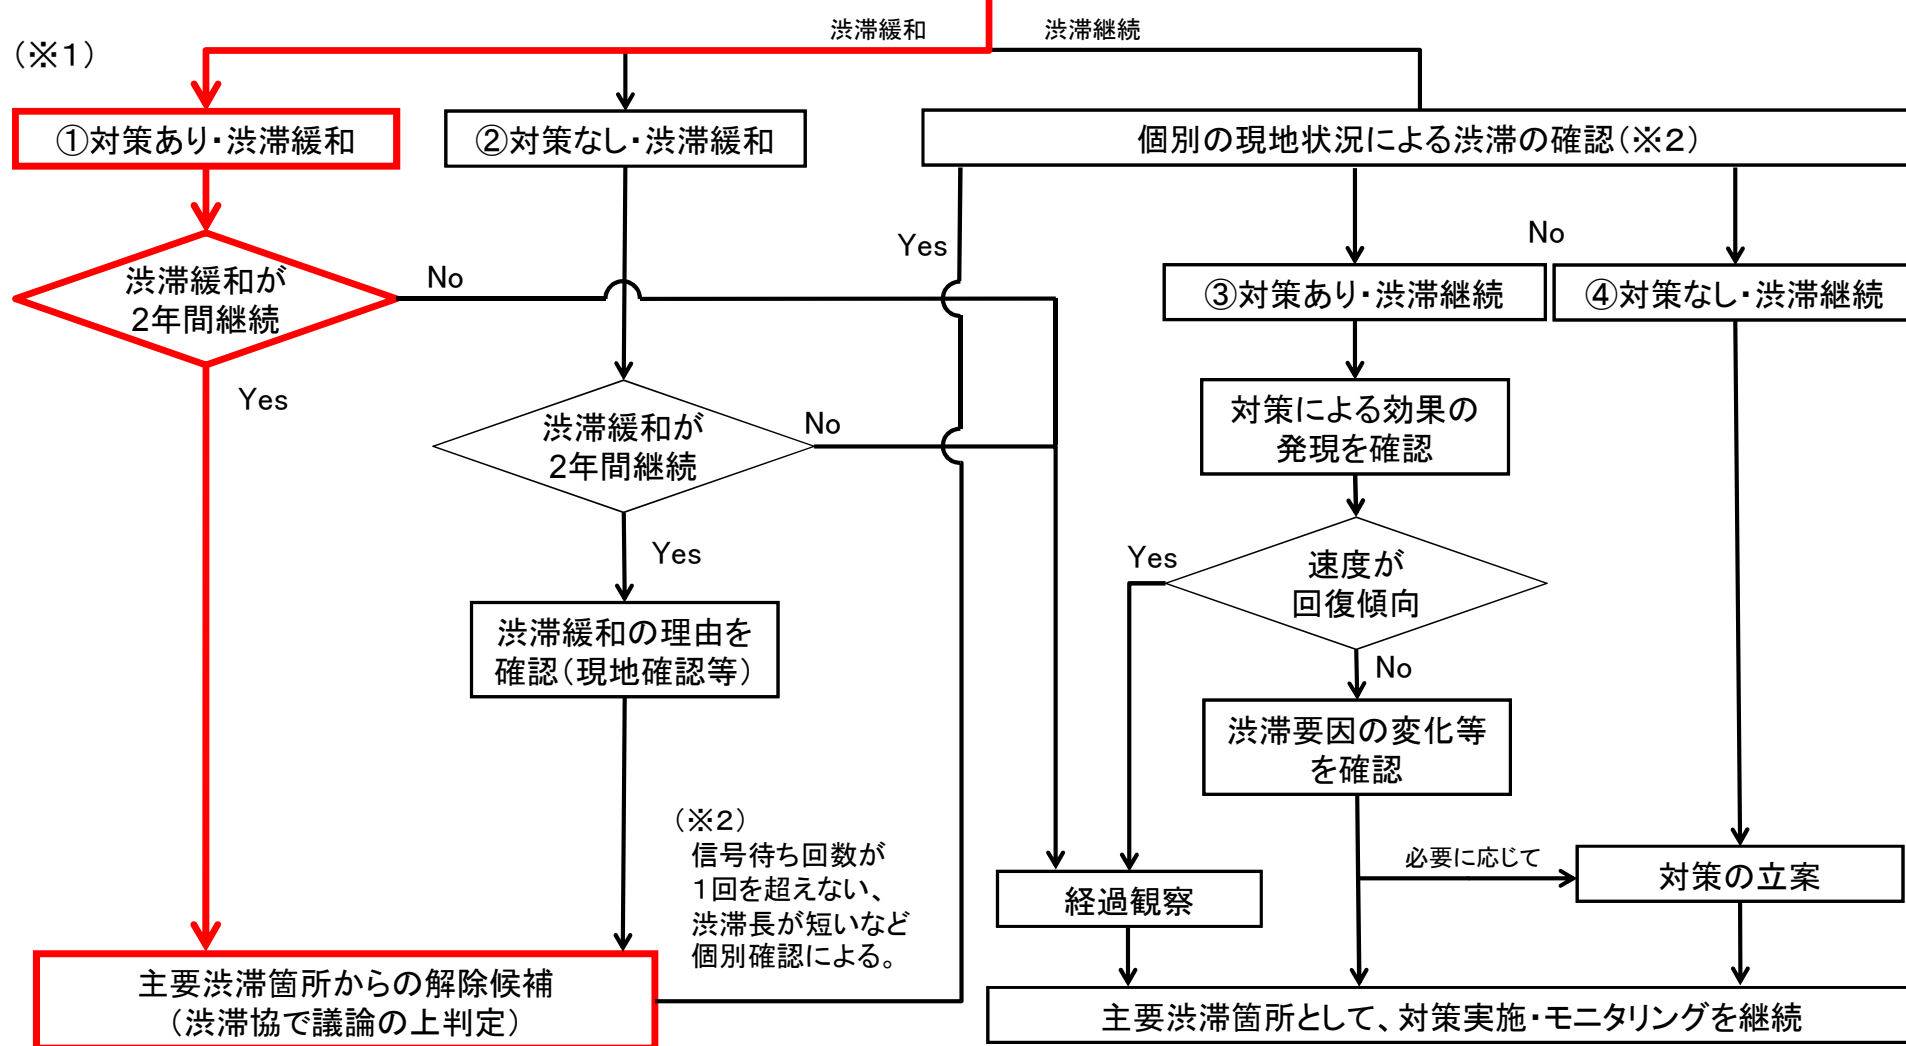 渋滞緩和
渋滞継続
(※1)
①対策あり・渋滞緩和
②対策なし・渋滞緩和
個別の現地状況による渋滞の確認(※2)
Yes
No
渋滞緩和が
2年間継続
No
③対策あり・渋滞継続
④対策なし・渋滞継続
Yes
対策による効果の
発現を確認
渋滞緩和が
2年間継続
No
Yes
Yes
速度が
回復傾向
渋滞緩和の理由を
確認(現地確認等)
No
渋滞要因の変化等
を確認
(※2)
信号待ち回数が
1回を超えない、
渋滞長が短いなど
個別確認による。
必要に応じて
対策の立案
経過観察
主要渋滞箇所からの解除候補
(渋滞協で議論の上判定)
主要渋滞箇所として、対策実施・モニタリングを継続